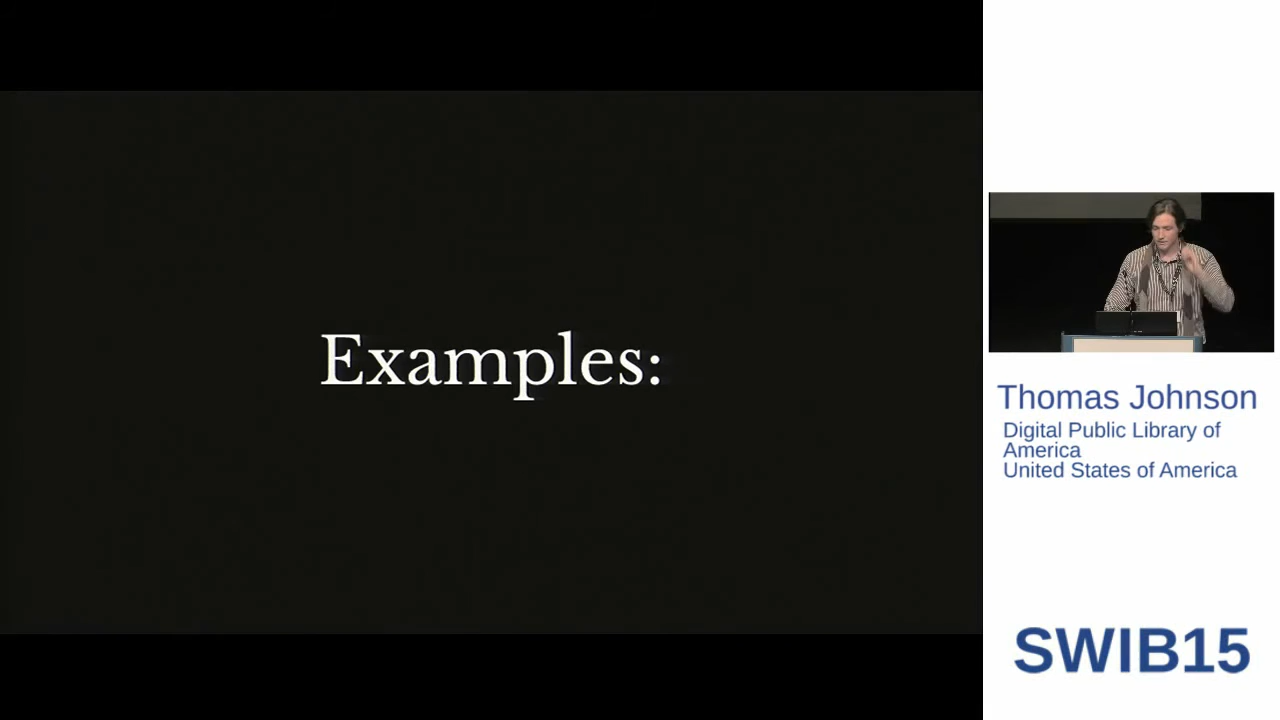 Examples:
Thomas Johnson
Digital Public Library of
America
United States of America
SWIB15